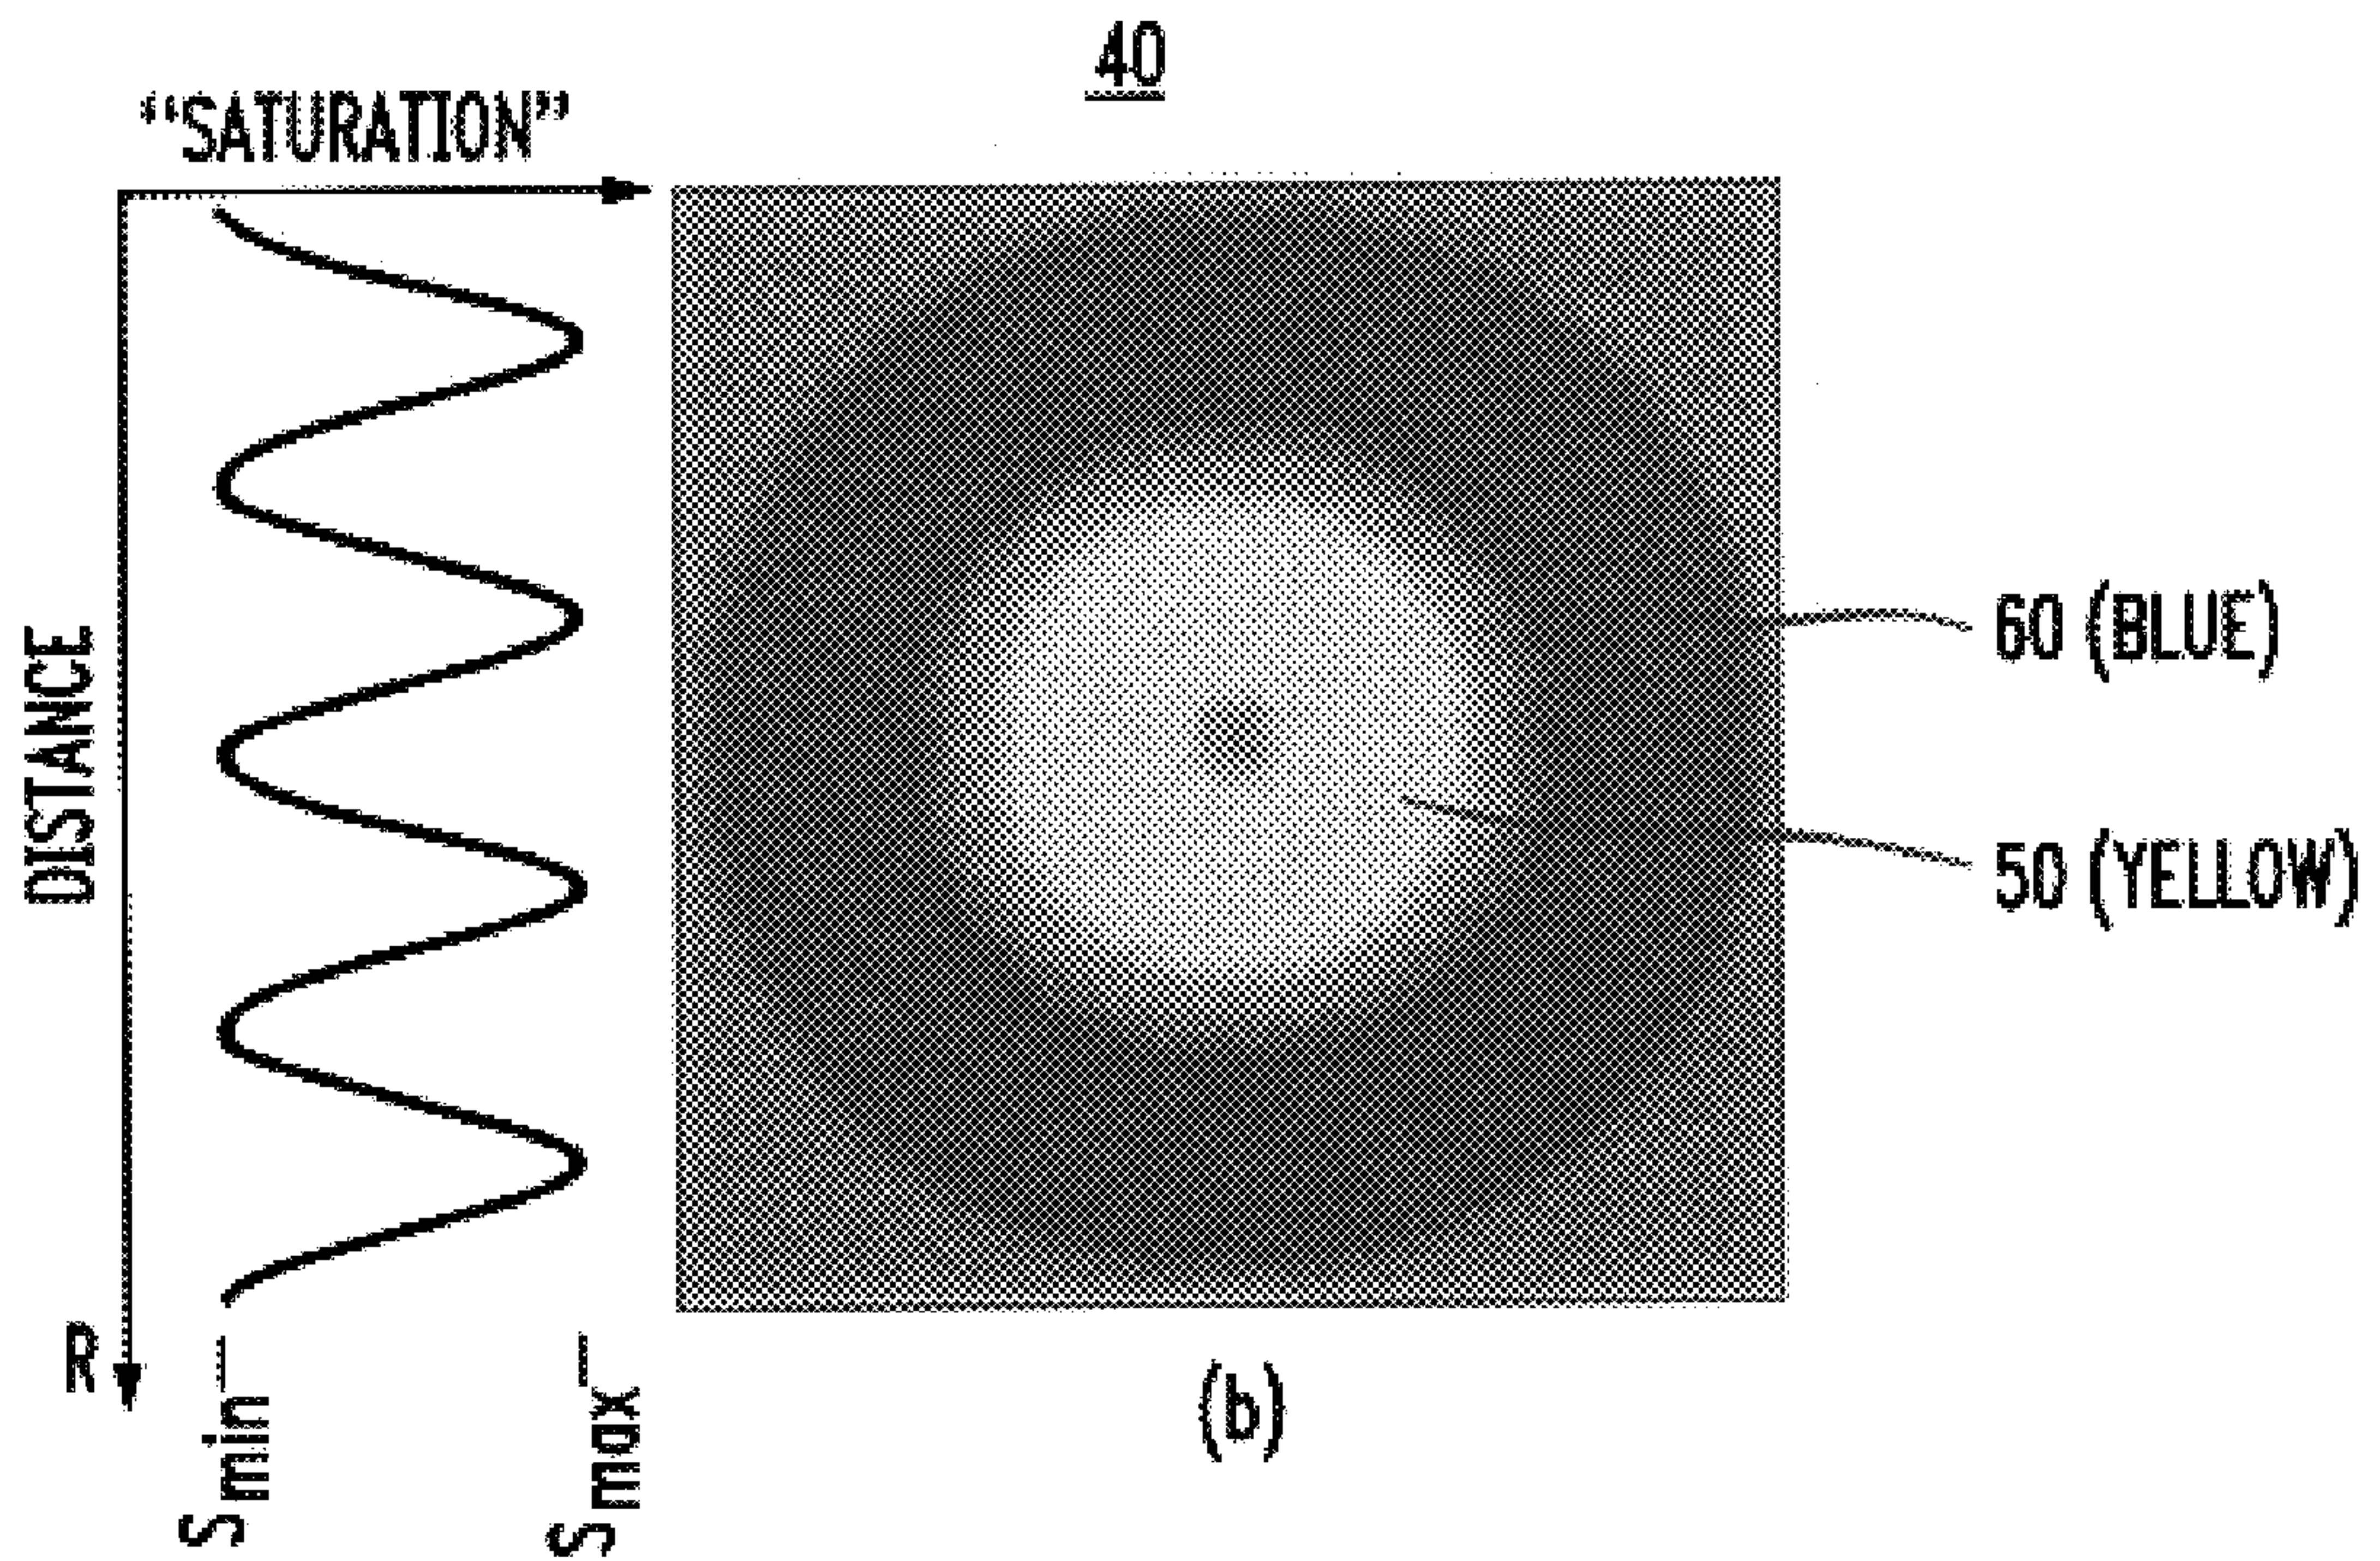 40
“SATURATION”
DISTANCE
60 (BLUE)
50 (YELLOW)
R
Smin
Smax
(b)